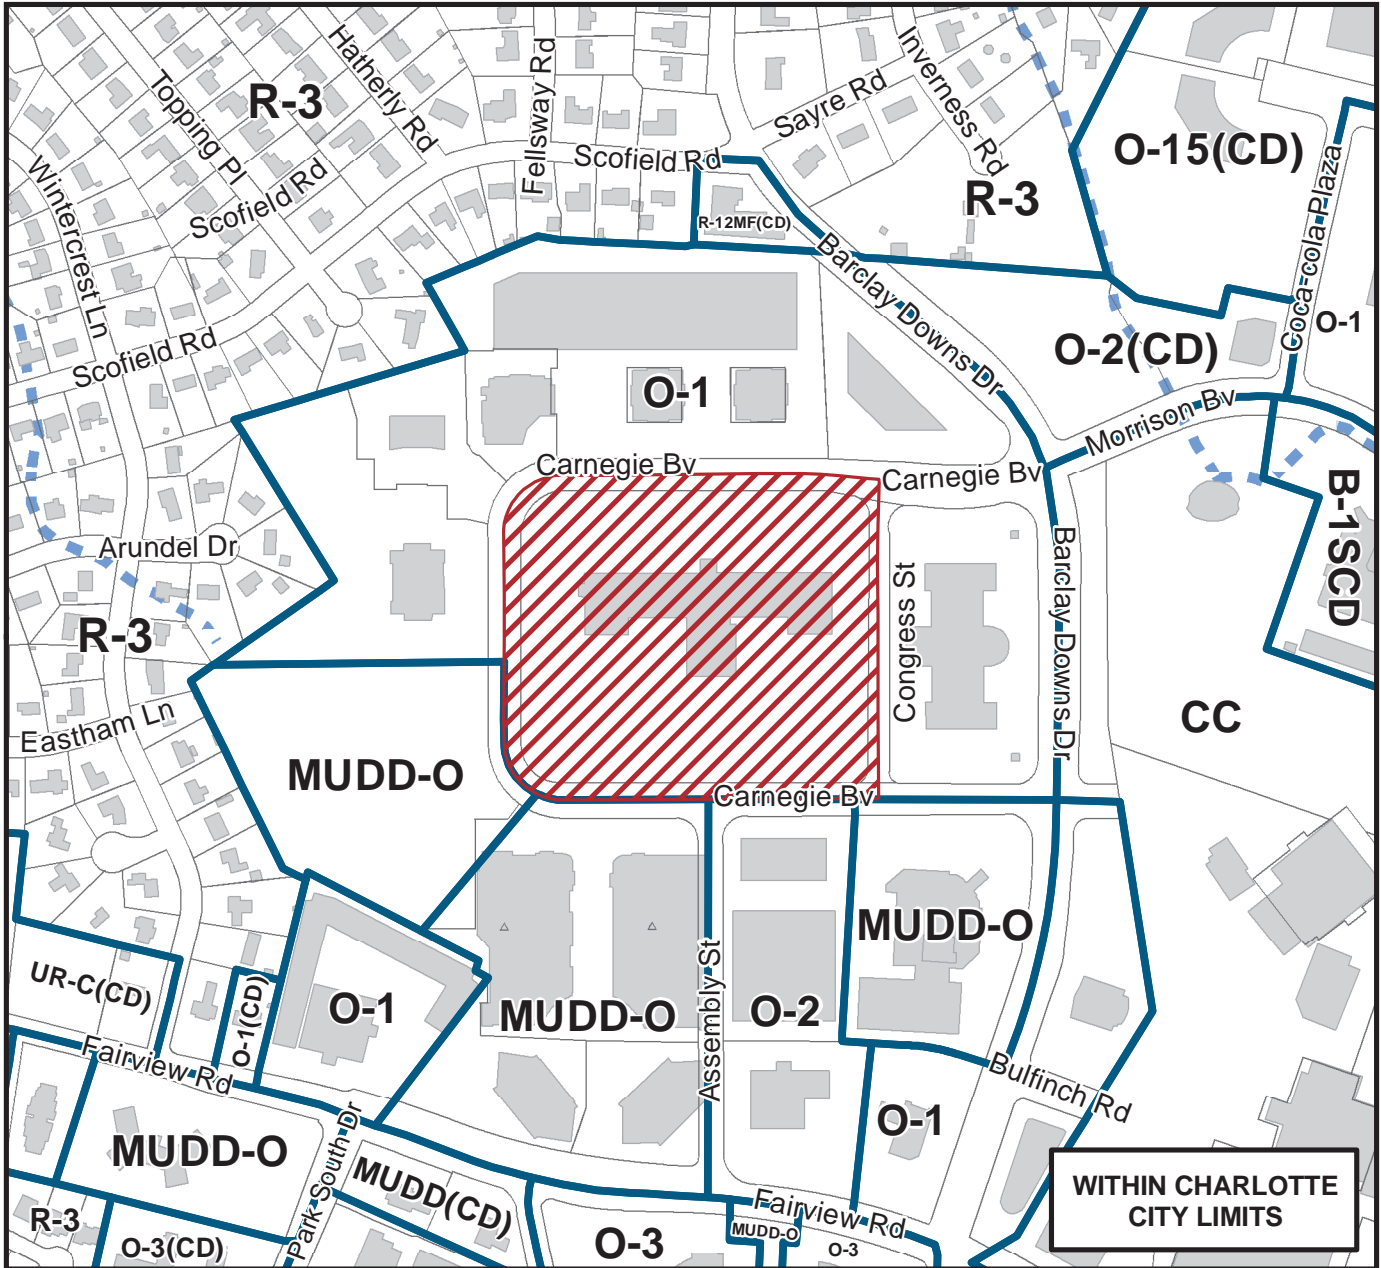 R-3
Hatherly Rd
Topping Pl
Fellsway Rd
Sayre Rd
Inverness Rd
O-15(CD)
Scofield Rd
Wintercrest Ln
Scofield Rd
R-3
R-12MF(CD)
Coca-cola-Plaza
Barclay Downs Dr
O-1
O-2(CD)
Scofield Rd
O-1
Morrison Bv
Carnegie Bv
Carnegie Bv
B-1SCD
Arundel Dr
Barclay Downs Dr
Congress St
R-3
Eastham Ln
CC
MUDD-O
Carnegie Bv
MUDD-O
UR-C(CD)
O-1(CD)
O-1
MUDD-O
Assembly St
O-2
Fairview Rd
Bulfinch Rd
O-1
MUDD-O
Park South Dr
MUDD(CD)
WITHIN CHARLOTTE
CITY LIMITS
R-3
O-3(CD)
O-3
Fairview Rd
MUDD-O
O-3